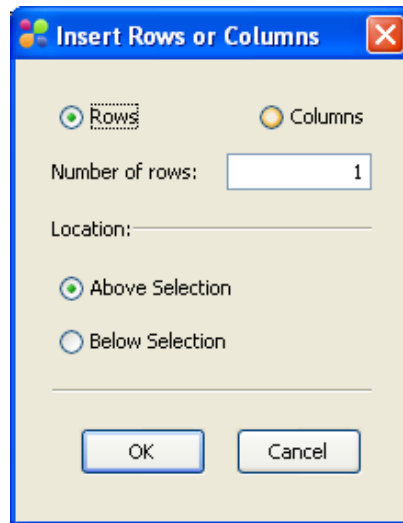 Insert Rows or Columns
Rows Columns
Number of rows: 1
Location:
Above Selection
Below Selection
OK Cancel